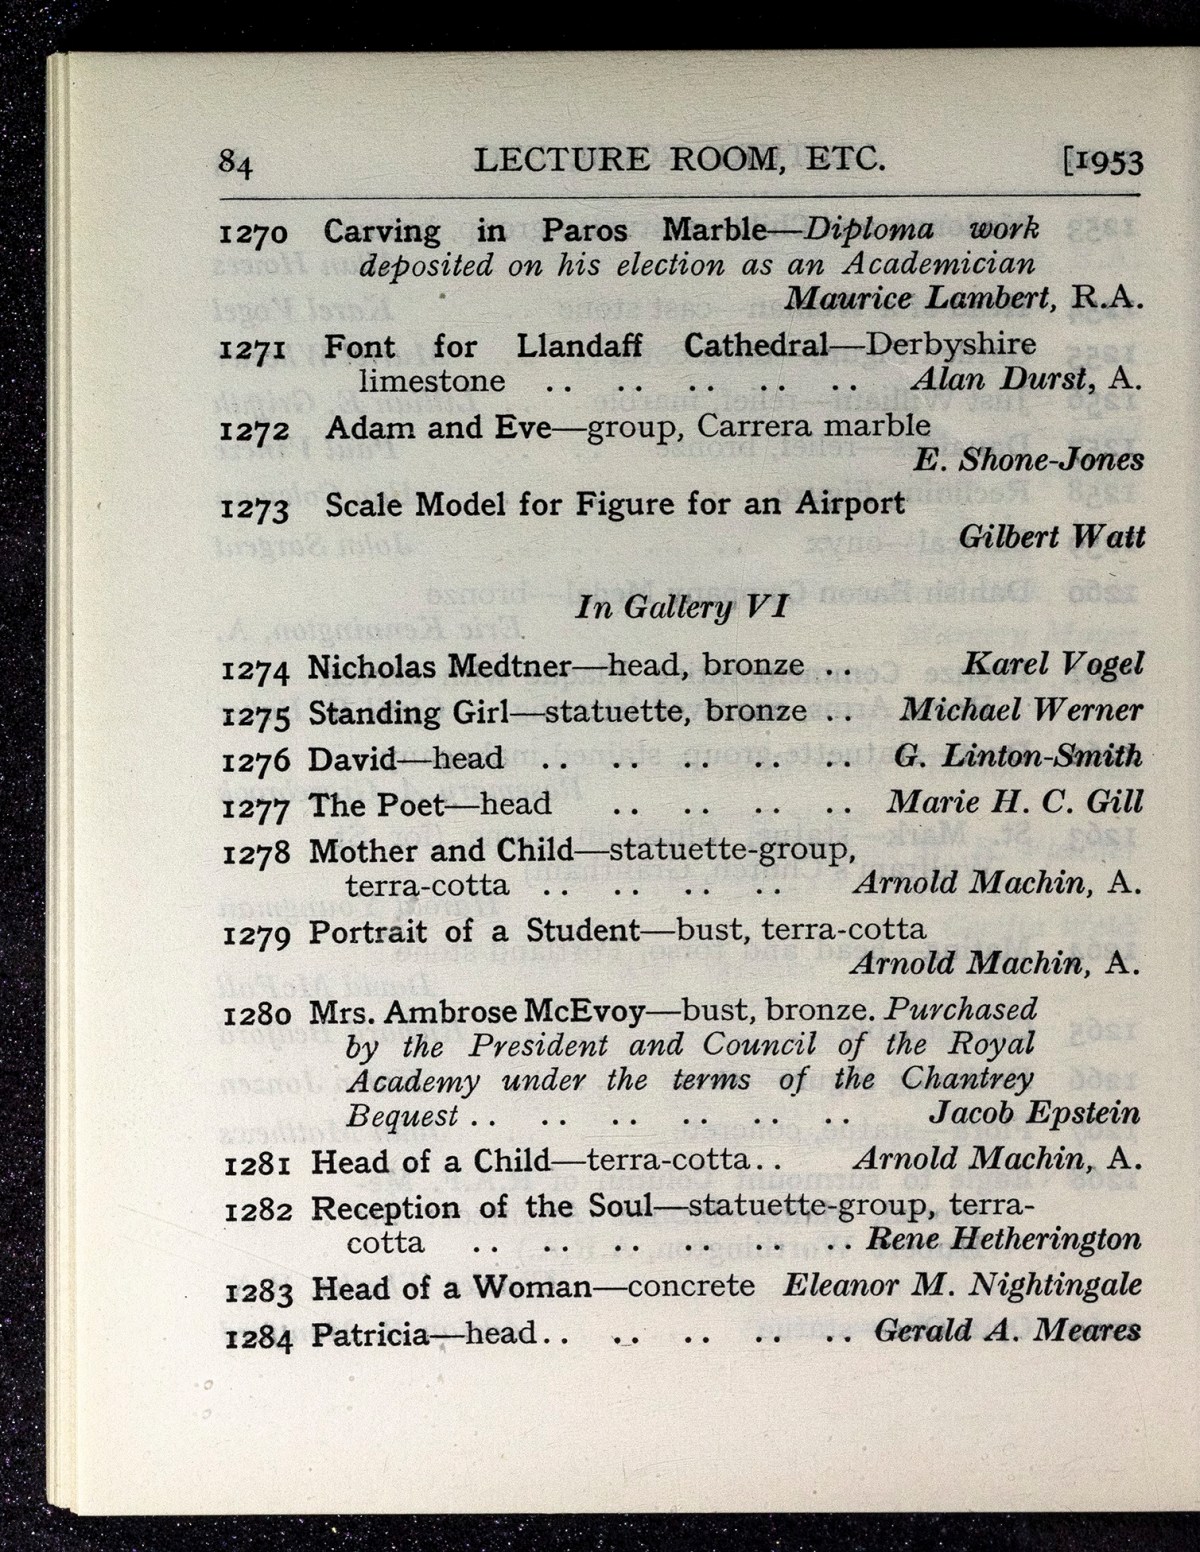 84 LECTURE ROOM, ETC. [1953
1270 Carving in Paros Marble—Diploma work
deposited on his election as an Academician
Maurice Lambert, R.A.
1271 Font for Llandaff Cathedral—Derbyshire
limestone .. .. .. .. .. Alan Durst, A.
1272 Adam and Eve—group, Carrera marble
E. Shone-Jones
1273 Scale Model for Figure for an Airport
Gilbert Watt
In Gallery VI
1274 Nicholas Medtner—head, bronze .. Karel Vogel
1275 Standing Girl—statuette, bronze .. Michael Werner
1276 David—head .. .. .. .. .. G. Linton-Smith
1277 The Poet—head .. .. .. .. Marie H. C. Gill
1278 Mother and Child—statuette-group,
terra-cotta .. .. .. .. Arnold Machin, A.
1279 Portrait of a Student—bust, terra-cotta
Arnold Machin, A.
1280 Mrs. Ambrose McEvoy—bust, bronze. Purchased
by the President and Council of the Royal
Academy under the terms of the Chantrey
Bequest .. .. .. .. .. .. Jacob Epstein
1281 Head of a Child—terra-cotta .. Arnold Machin, A.
1282 Reception of the Soul—statuette-group, terra-
cotta .. .. .. .. .. .. Rene Hetherington
1283 Head of a Woman—concrete Eleanor M. Nightingale
1284 Patricia—head .. .. .. .. .. Gerald A. Meares